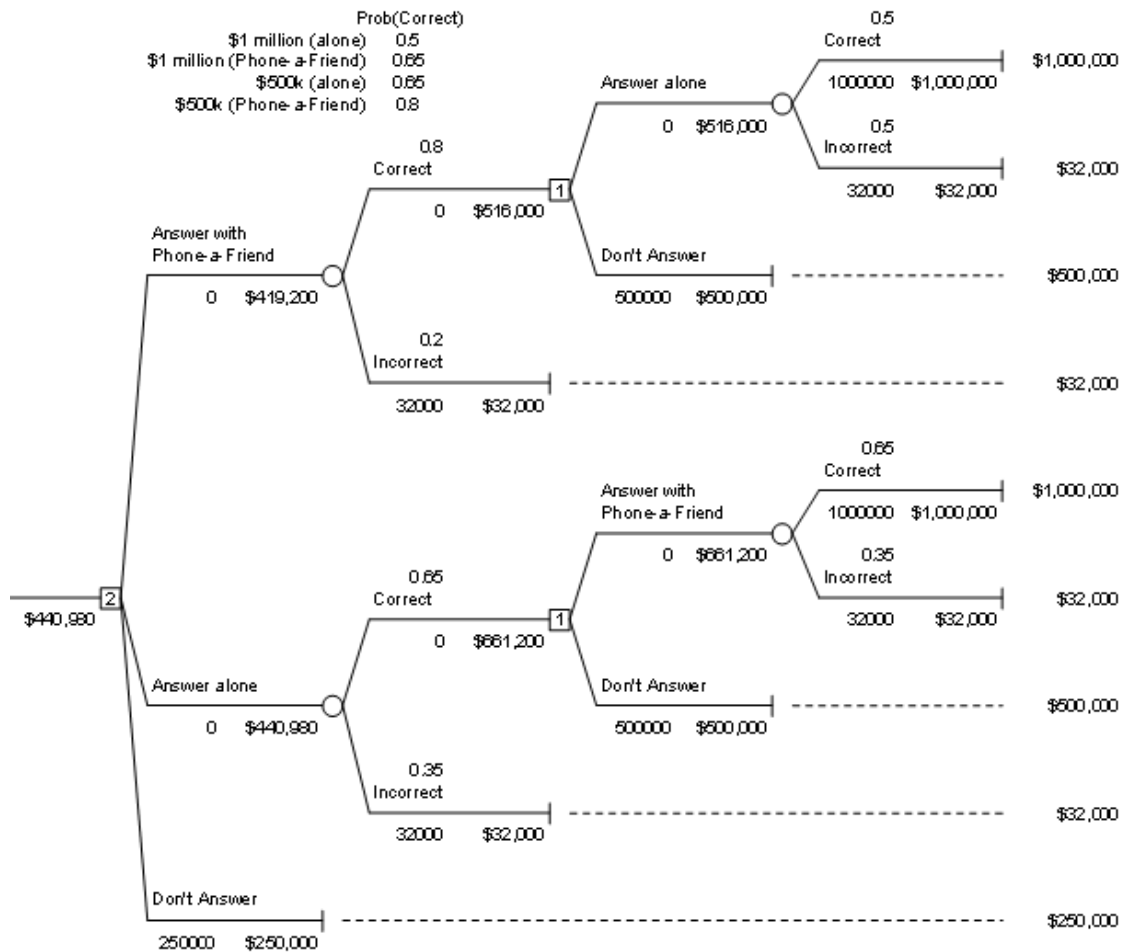 Prob(Correct)
$1 million (alone) 0.5
$1 million (Phone-a-Friend) 0.65
$500k (alone) 0.65
$500k (Phone-a-Friend) 0.8
0.5
Correct
1000000 $1,000,000
$1,000,000
Answer alone
0 $516,000
0.5
Incorrect
32000 $32,000
$32,000
0.8
Correct
0 $516,000
1
Don't Answer
500000 $500,000
$500,000
Answer with
Phone-a-Friend
0 $419,200
0.2
Incorrect
32000 $32,000
$32,000
0.65
Correct
1000000 $1,000,000
$1,000,000
Answer with
Phone-a-Friend
0 $661,200
0.35
Incorrect
32000 $32,000
$32,000
2
$440,980
0.65
Correct
0 $661,200
1
Don't Answer
500000 $500,000
$500,000
Answer alone
0 $440,980
0.35
Incorrect
32000 $32,000
$32,000
Don't Answer
250000 $250,000
$250,000